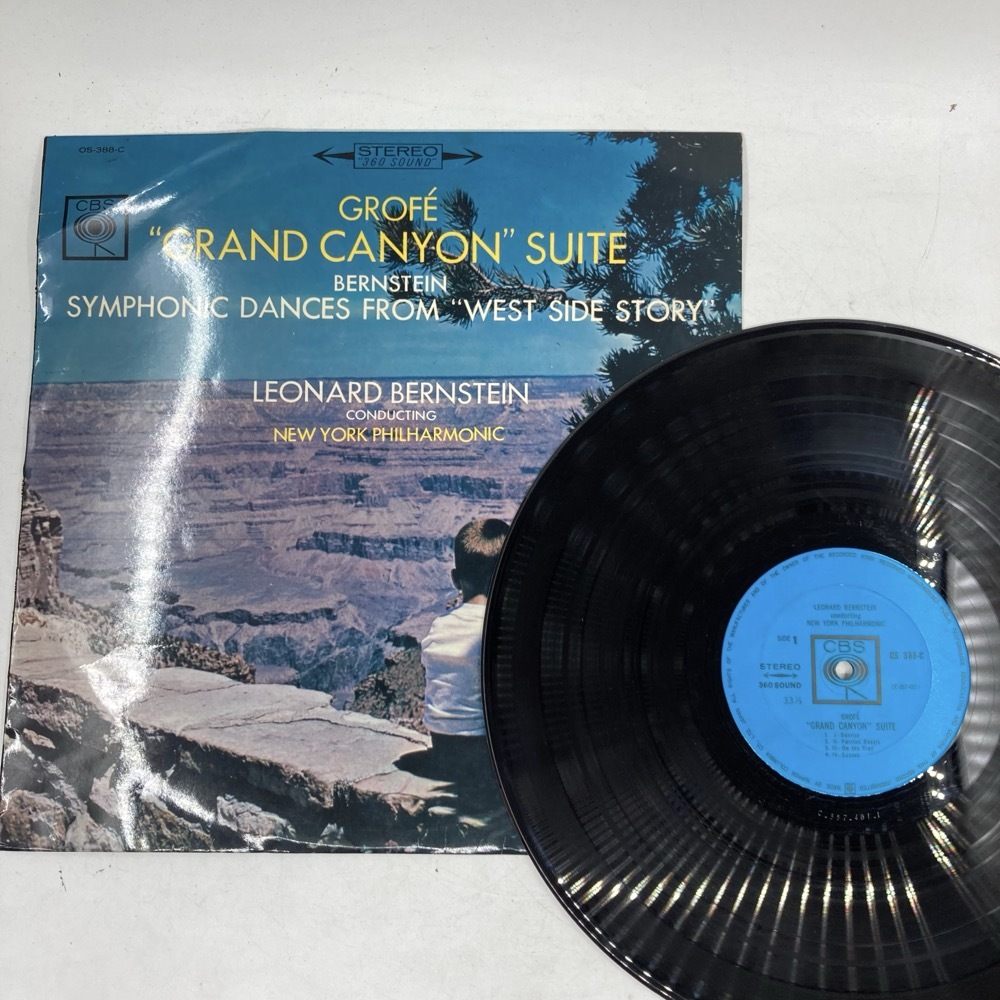 OS-388-C
STEREO
"360 SOUND"
CBS
GROFÉ
"GRAND CANYON" SUITE
BERNSTEIN
SYMPHONIC DANCES FROM "WEST SIDE STORY"
LEONARD BERNSTEIN
CONDUCTING
NEW YORK PHILHARMONIC
LEONARD BERNSTEIN
conducting
NEW YORK PHILHARMONIC
SIDE 1
CBS
OS 388-C
STEREO
360 SOUND
33⅓
GROFÉ
"GRAND CANYON" SUITE